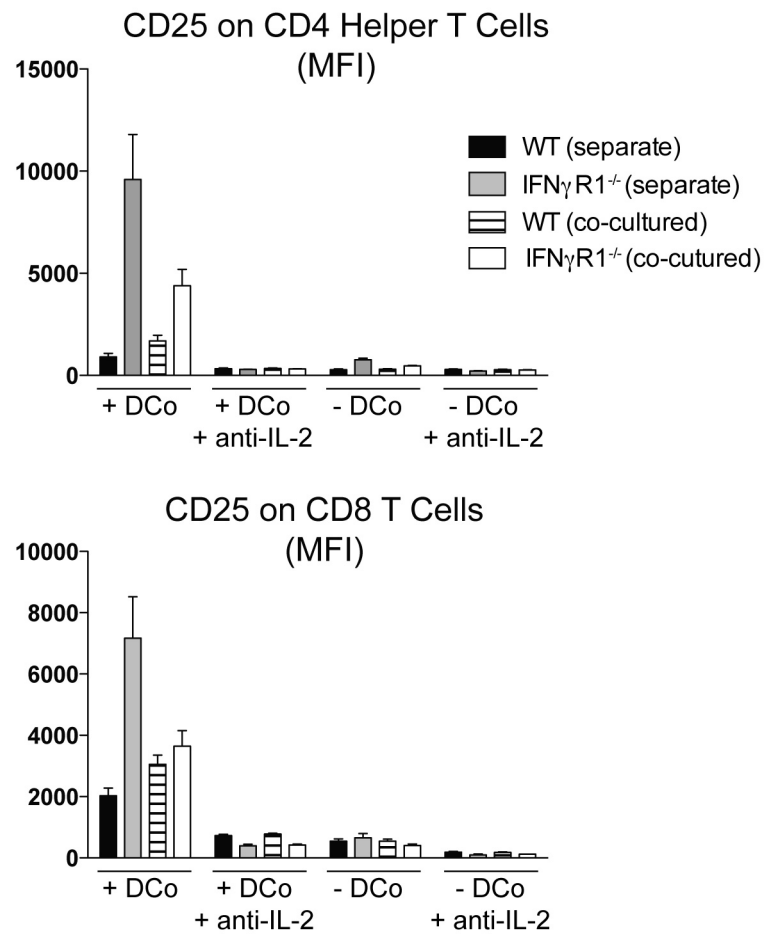 CD25 on CD4 Helper T Cells
(MFI)
15000
10000
5000
0
WT (separate)
IFNγR1-/- (separate)
WT (co-cultured)
IFNγR1-/- (co-cutured)
+ DCo
+ DCo
- DCo
- DCo
+ anti-IL-2
+ anti-IL-2
CD25 on CD8 T Cells
(MFI)
10000
8000
6000
4000
2000
0
+ DCo
+ DCo
- DCo
- DCo
+ anti-IL-2
+ anti-IL-2